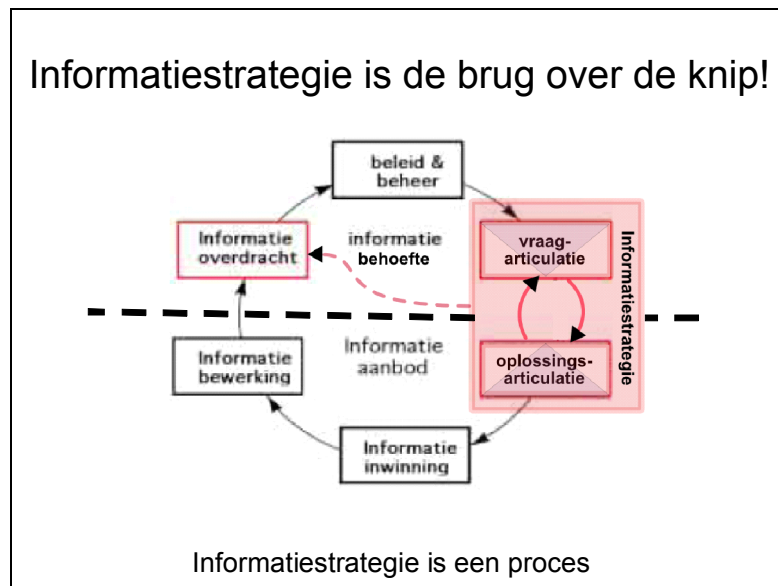 Informatiestrategie is de brug over de knip!
beleid &
beheer
Informatie
overdracht
informatie
behoefte
vraag-
articulatie
Informatiestrategie
Informatie
bewerking
Informatie
aanbod
oplossings-
articulatie
Informatie
inwinning
Informatiestrategie is een proces